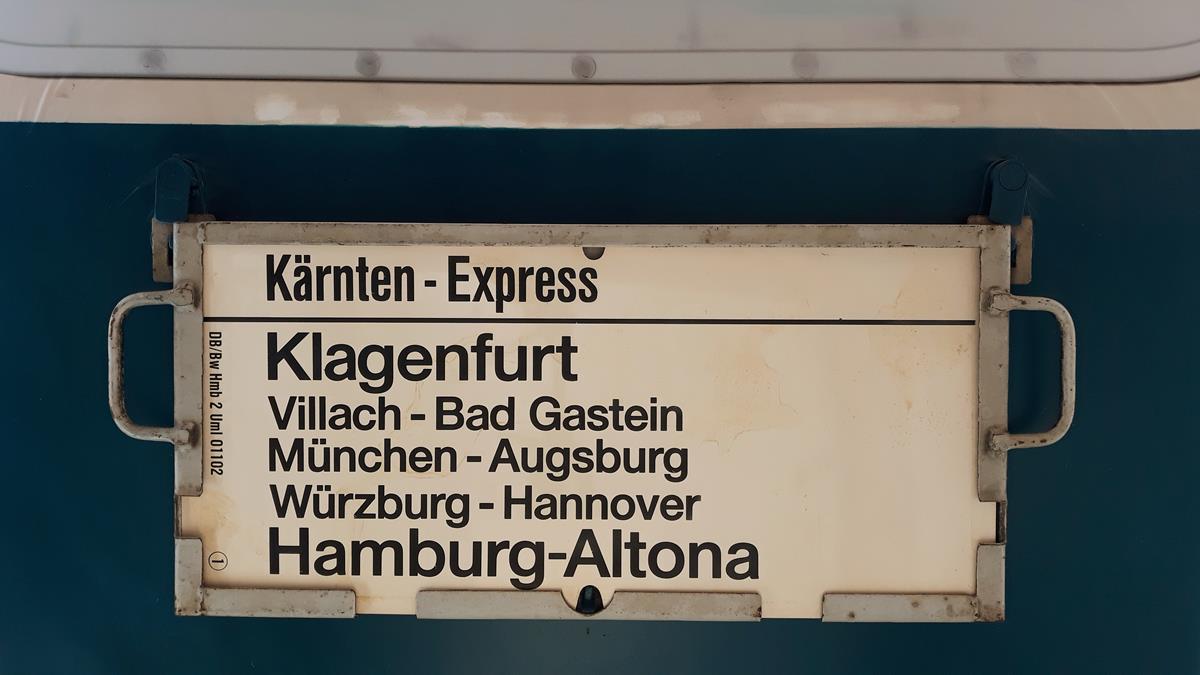 Kärnten - Express
Klagenfurt
Villach - Bad Gastein
München - Augsburg
Würzburg - Hannover
Hamburg-Altona
DB/Bw Hmb 2 Uml 01102
1